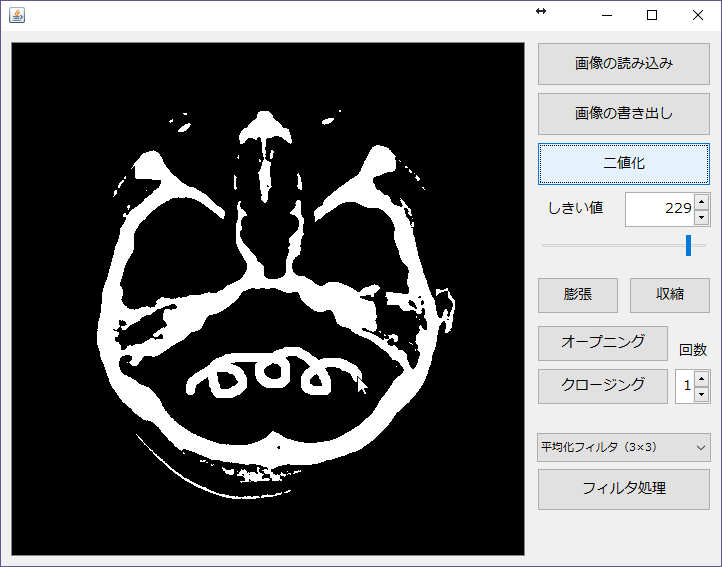 画像の読み込み
画像の書き出し
二値化
しきい値 229
膨張 収縮
オープニング
回数
クロージング 1
平均化フィルタ（3×3）
フィルタ処理